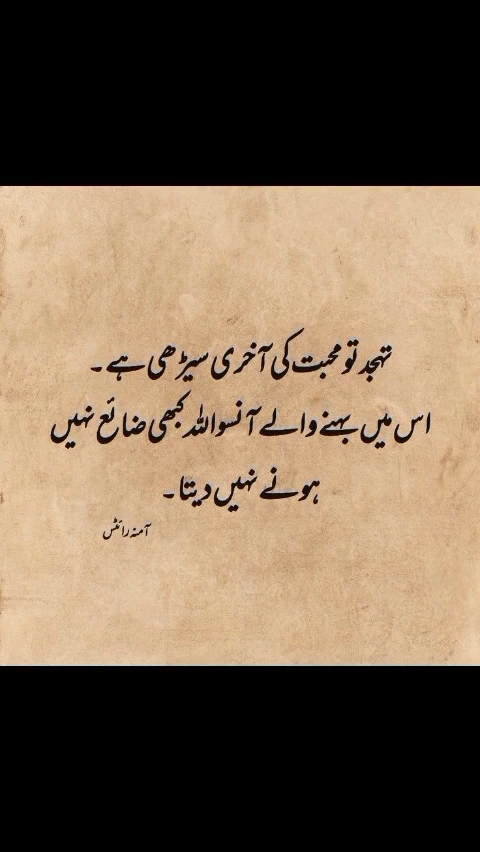 تہجد تو محبت کی آخری سیڑھی ہے۔
اس میں بہنے والے آنسو اللہ کبھی ضائع نہیں
ہونے نہیں دیتا۔
آمنہ رائٹس